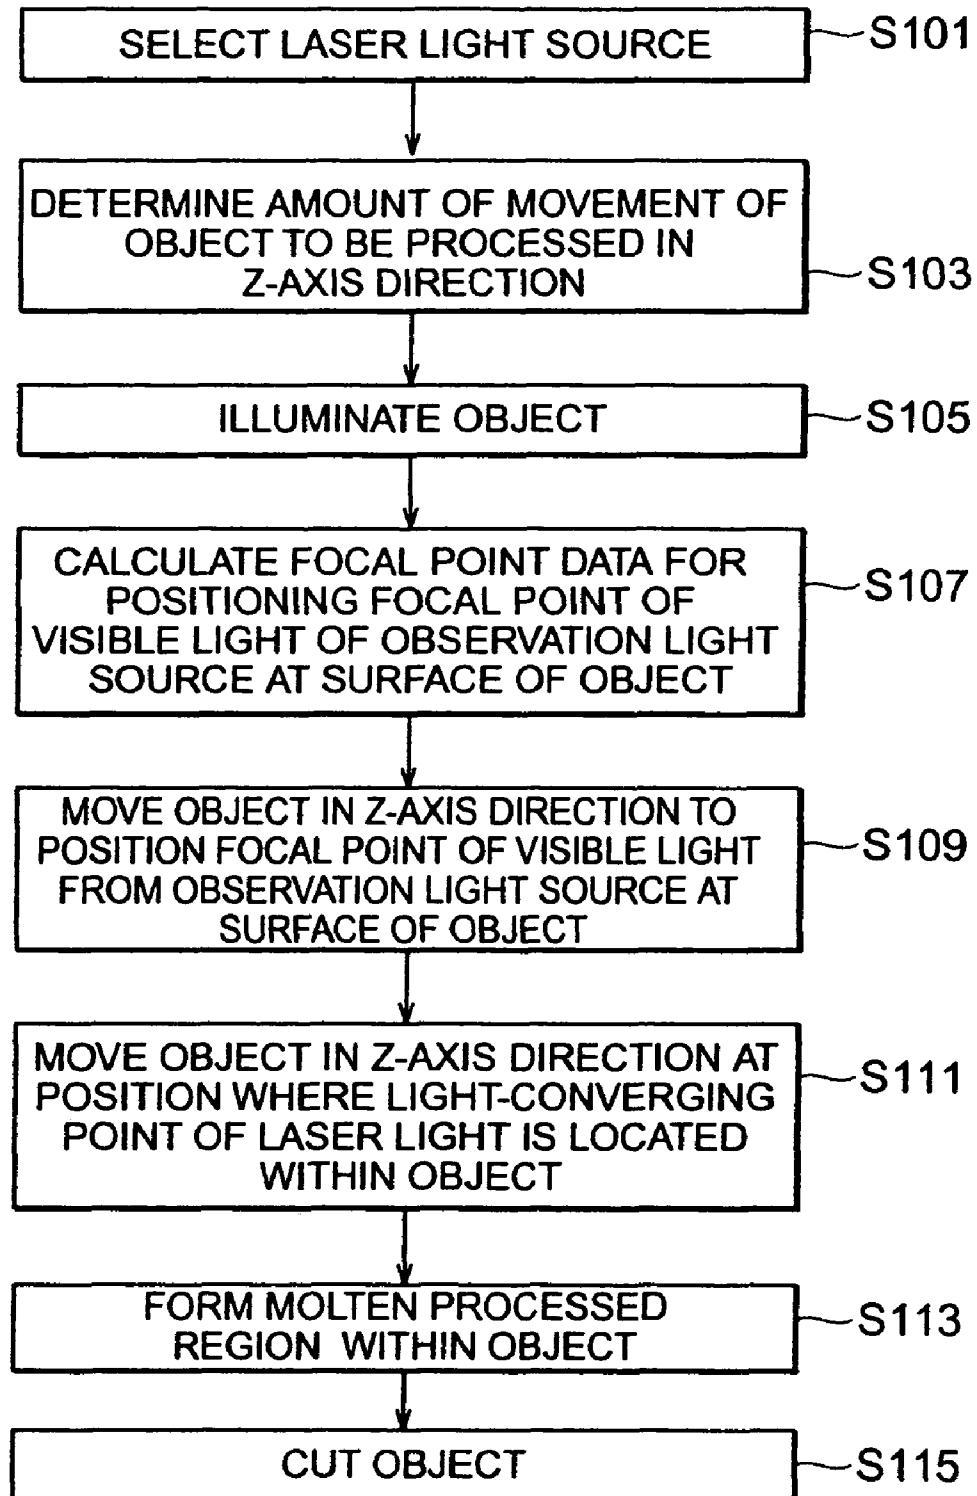 SELECT LASER LIGHT SOURCE
S101
DETERMINE AMOUNT OF MOVEMENT OF
OBJECT TO BE PROCESSED IN
Z-AXIS DIRECTION
S103
ILLUMINATE OBJECT
S105
CALCULATE FOCAL POINT DATA FOR
POSITIONING FOCAL POINT OF
VISIBLE LIGHT OF OBSERVATION LIGHT
SOURCE AT SURFACE OF OBJECT
S107
MOVE OBJECT IN Z-AXIS DIRECTION TO
POSITION FOCAL POINT OF VISIBLE LIGHT
FROM OBSERVATION LIGHT SOURCE AT
SURFACE OF OBJECT
S109
MOVE OBJECT IN Z-AXIS DIRECTION AT
POSITION WHERE LIGHT-CONVERGING
POINT OF LASER LIGHT IS LOCATED
WITHIN OBJECT
S111
FORM MOLTEN PROCESSED
REGION WITHIN OBJECT
S113
CUT OBJECT
S115